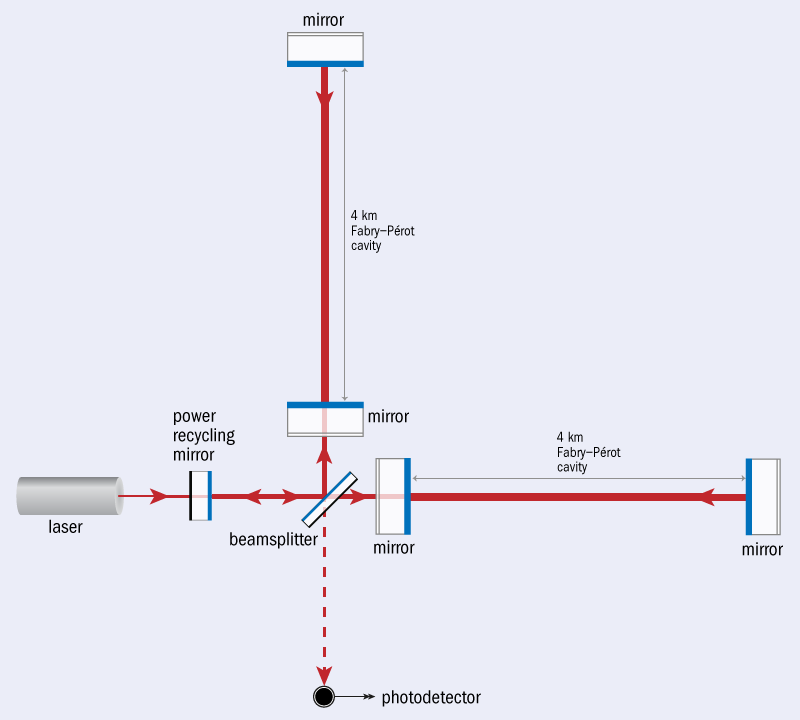 mirror
4 km
Fabry–Pérot
cavity
mirror
power
recycling
mirror
4 km
Fabry–Pérot
cavity
laser
beamsplitter
mirror
mirror
photodetector